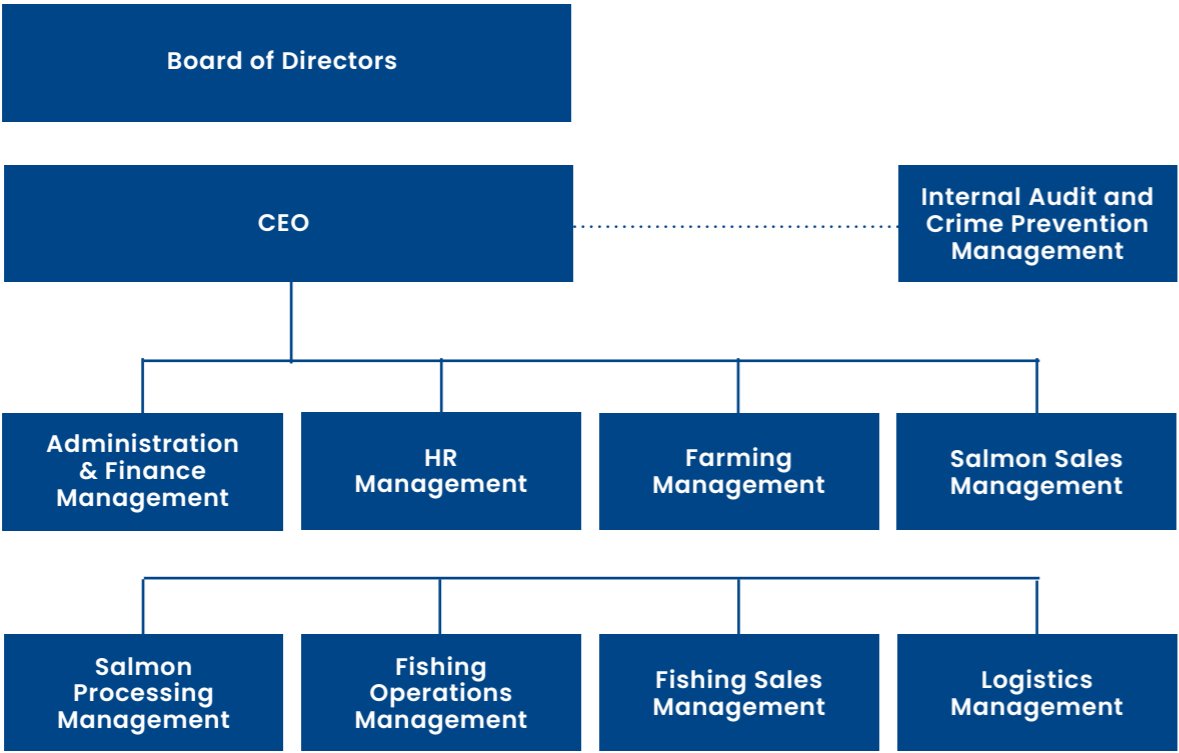 Board of Directors
CEO
Internal Audit and
Crime Prevention
Management
Administration
& Finance
Management
HR
Management
Farming
Management
Salmon Sales
Management
Salmon
Processing
Management
Fishing
Operations
Management
Fishing Sales
Management
Logistics
Management